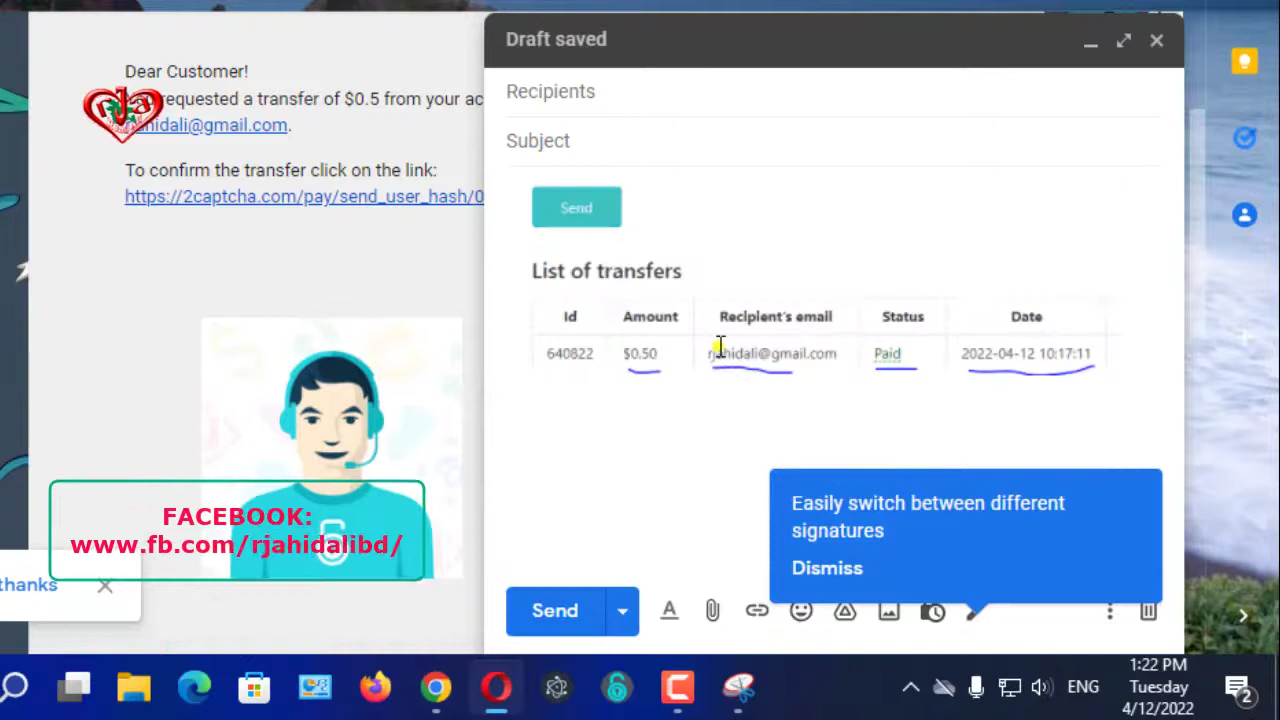 Dear Customer!
requested a transfer of $0.5 from your ac
rjahidali@gmail.com.
To confirm the transfer click on the link:
https://2captcha.com/pay/send_user_hash/0
FACEBOOK:
www.fb.com/rjahidalibd/
thanks
Draft saved
Recipients
Subject
Send
List of transfers
Id Amount Recipient's email Status Date
640822 $0.50 rjahidali@gmail.com Paid 2022-04-12 10:17:11
Easily switch between different
signatures
Dismiss
Send
ENG
1:22 PM
Tuesday
4/12/2022
2